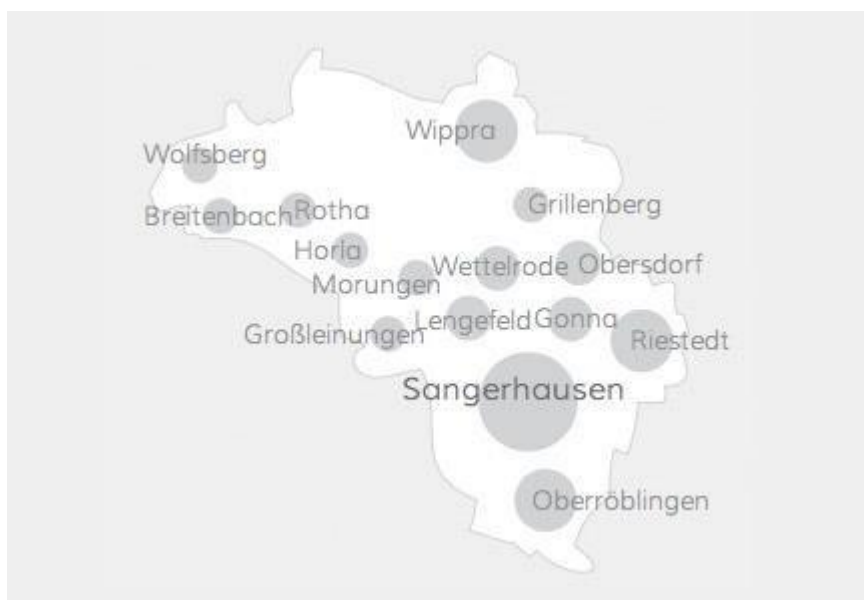 Wippra
Wolfsberg
Grillenberg
Rotha
Breitenbach
Horla
Wettelrode
Obersdorf
Morungen
Lengefeld
Gonna
Großleinungen
Riestedt
Sangerhausen
Oberröblingen